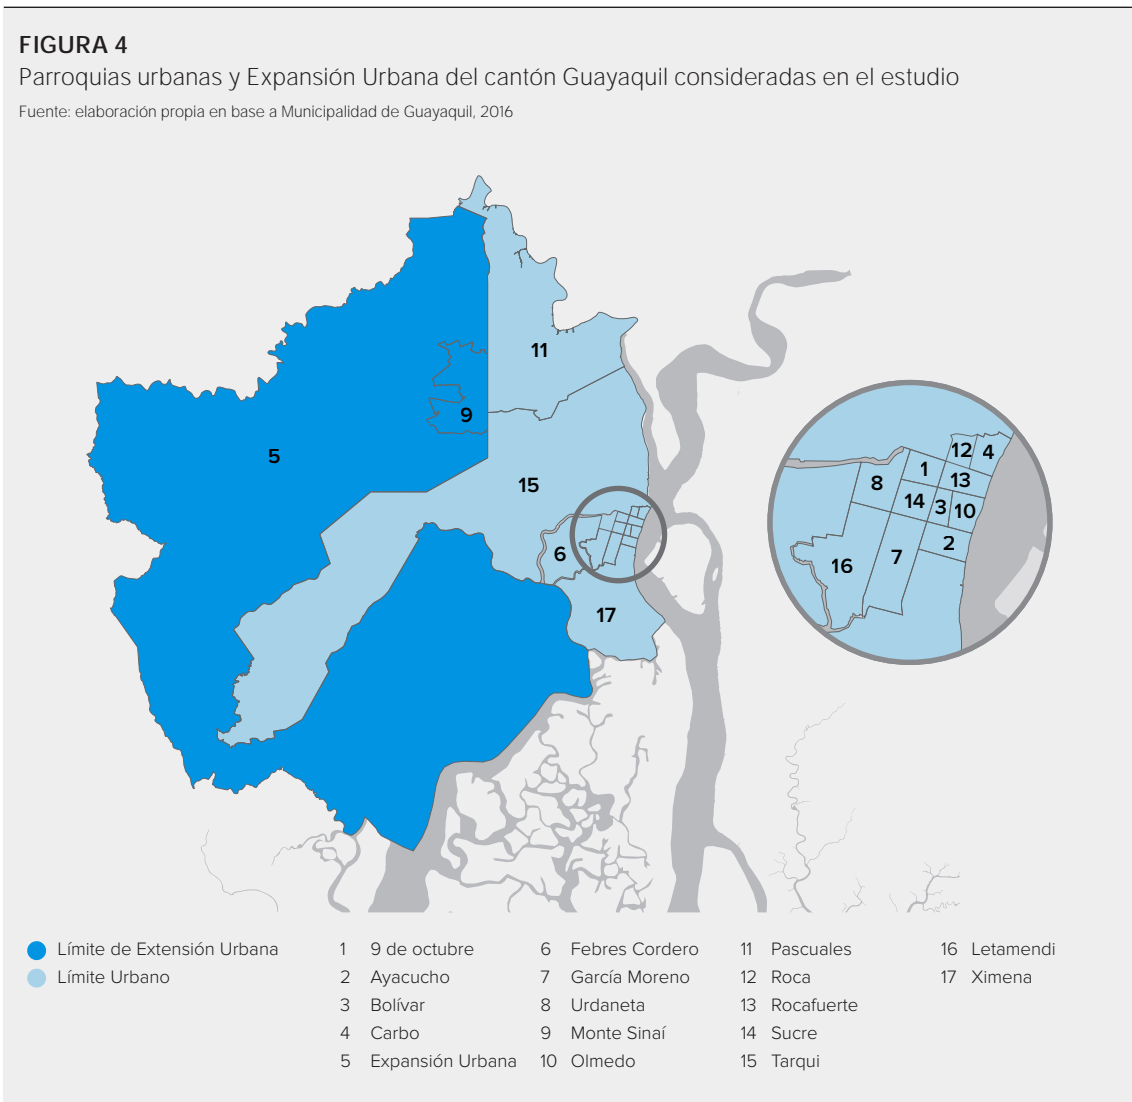 FIGURA 4
Parroquias urbanas y Expansión Urbana del cantón Guayaquil consideradas en el estudio
Fuente: elaboración propia en base a Municipalidad de Guayaquil, 2016
11
9
5
15
6
17
12
4
1
13
8
14
3
10
2
7
16
Límite de Extensión Urbana
Límite Urbano
1 9 de octubre
2 Ayacucho
3 Bolívar
4 Carbo
5 Expansión Urbana
6 Febres Cordero
7 García Moreno
8 Urdaneta
9 Monte Sinaí
10 Olmedo
11 Pascuales
12 Roca
13 Rocafuerte
14 Sucre
15 Tarqui
16 Letamendi
17 Ximena